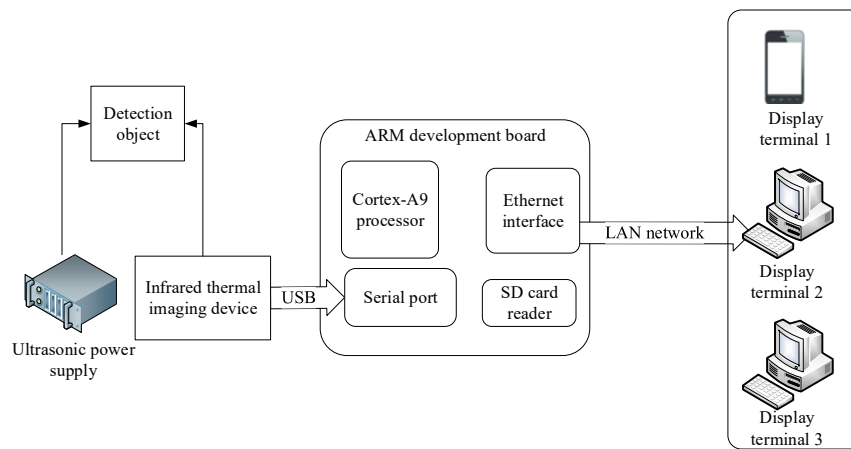 Detection
object
Ultrasonic power
supply
Infrared thermal
imaging device
USB
ARM development board
Cortex-A9
processor
Ethernet
interface
Serial port
SD card
reader
LAN network
Display
terminal 1
Display
terminal 2
Display
terminal 3